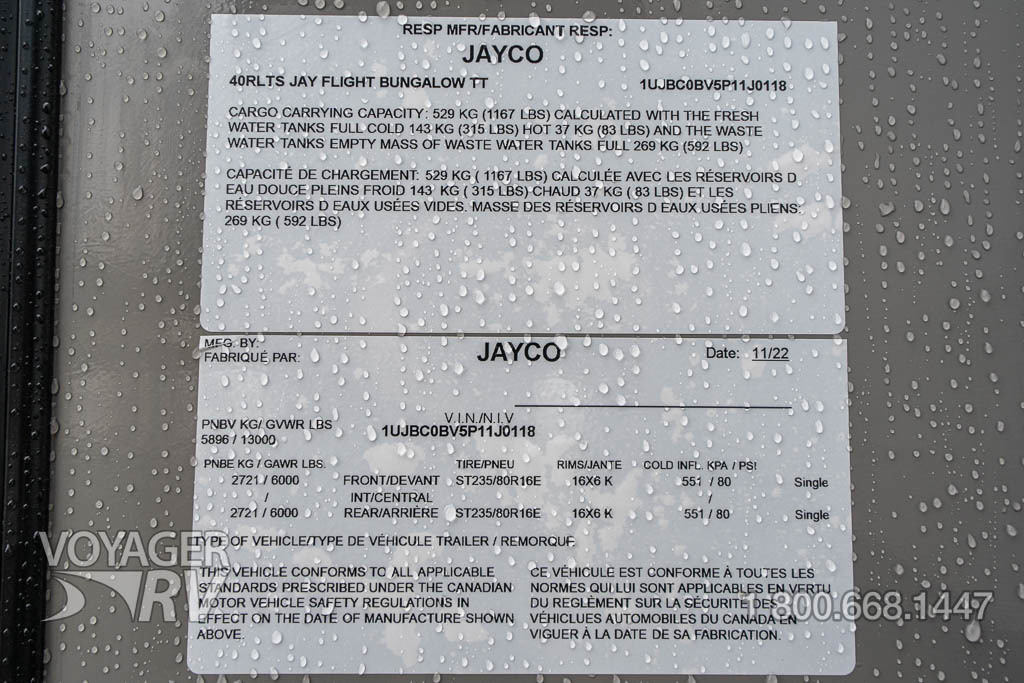 RESP MFR/FABRICANT RESP:
JAYCO
40RLTS JAY FLIGHT BUNGALOW TT 1UJBC0BV5P11J0118
CARGO CARRYING CAPACITY: 529 KG (1167 LBS) CALCULATED WITH THE FRESH
WATER TANKS FULL COLD 143 KG (315 LBS) HOT 37 KG (83 LBS) AND THE WASTE
WATER TANKS EMPTY MASS OF WASTE WATER TANKS FULL 269 KG (592 LBS)
CAPACITÉ DE CHARGEMENT: 529 KG ( 1167 LBS) CALCULÉE AVEC LES RÉSERVOIRS D
EAU DOUCE PLEINS FROID 143 KG ( 315 LBS) CHAUD 37 KG ( 83 LBS) ET LES
RÉSERVOIRS D EAUX USÉES VIDES. MASSE DES RÉSERVOIRS D EAUX USÉES PLIENS:
269 KG ( 592 LBS)
MFG. BY:
FABRIQUÉ PAR: JAYCO Date: 11/22
V.I.N./N.I.V
PNBV KG/ GVWR LBS 1UJBC0BV5P11J0118
5896 / 13000
PNBE KG / GAWR LBS. TIRE/PNEU RIMS/JANTE COLD INFL. KPA / PSI
2721 / 6000 FRONT/DEVANT ST235/80R16E 16X6 K 551 / 80 Single
/ INT/CENTRAL /
2721 / 6000 REAR/ARRIÈRE ST235/80R16E 16X6 K 551 / 80 Single
TYPE OF VEHICLE/TYPE DE VÉHICULE TRAILER / REMORQUE
THIS VEHICLE CONFORMS TO ALL APPLICABLE
STANDARDS PRESCRIBED UNDER THE CANADIAN
MOTOR VEHICLE SAFETY REGULATIONS IN
EFFECT ON THE DATE OF MANUFACTURE SHOWN
ABOVE.
CE VÉHICULE EST CONFORME À TOUTES LES
NORMES QUI LUI SONT APPLICABLES EN VERTU
DU REGLÈMENT SUR LA SÉCURITÉ DES
VÉHICLUES AUTOMOBILES DU CANADA EN
VIGUER À LA DATE DE SA FABRICATION.
VOYAGER
RV
1.800.668.1447